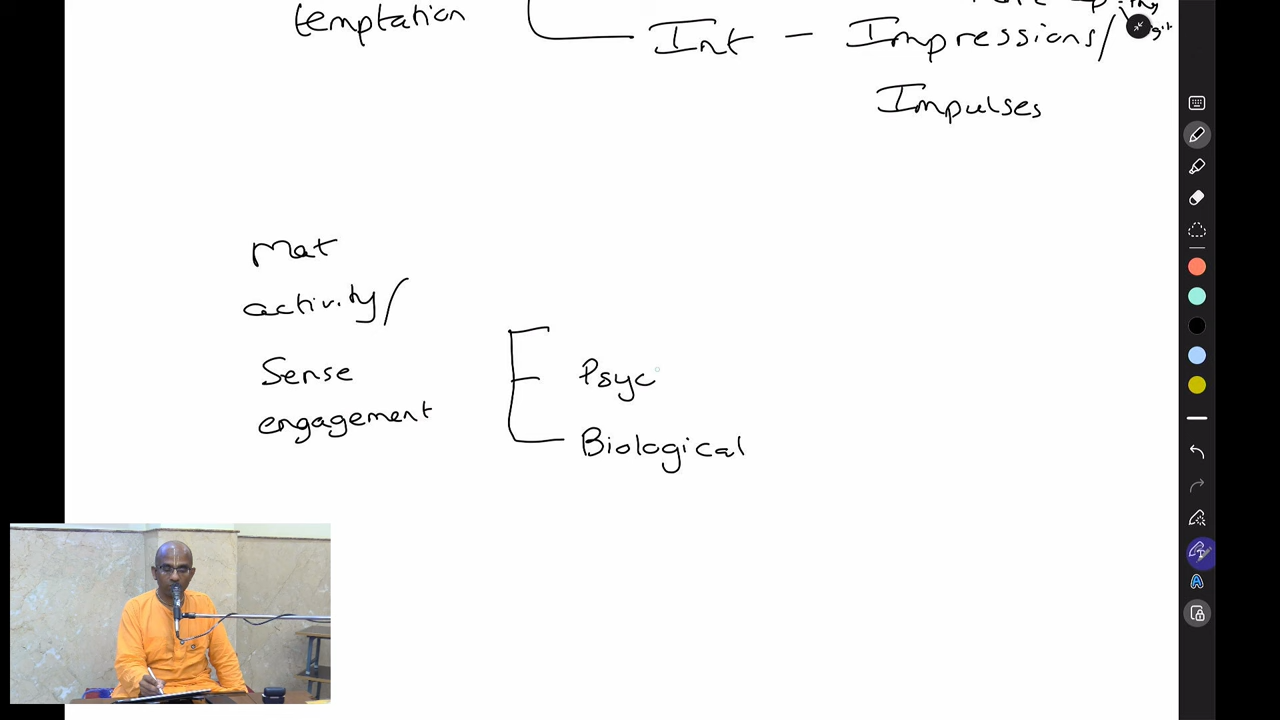 temptation
Int - Impressions/
Impulses
Mat
activity/
Sense
engagement
Psyc
Biological